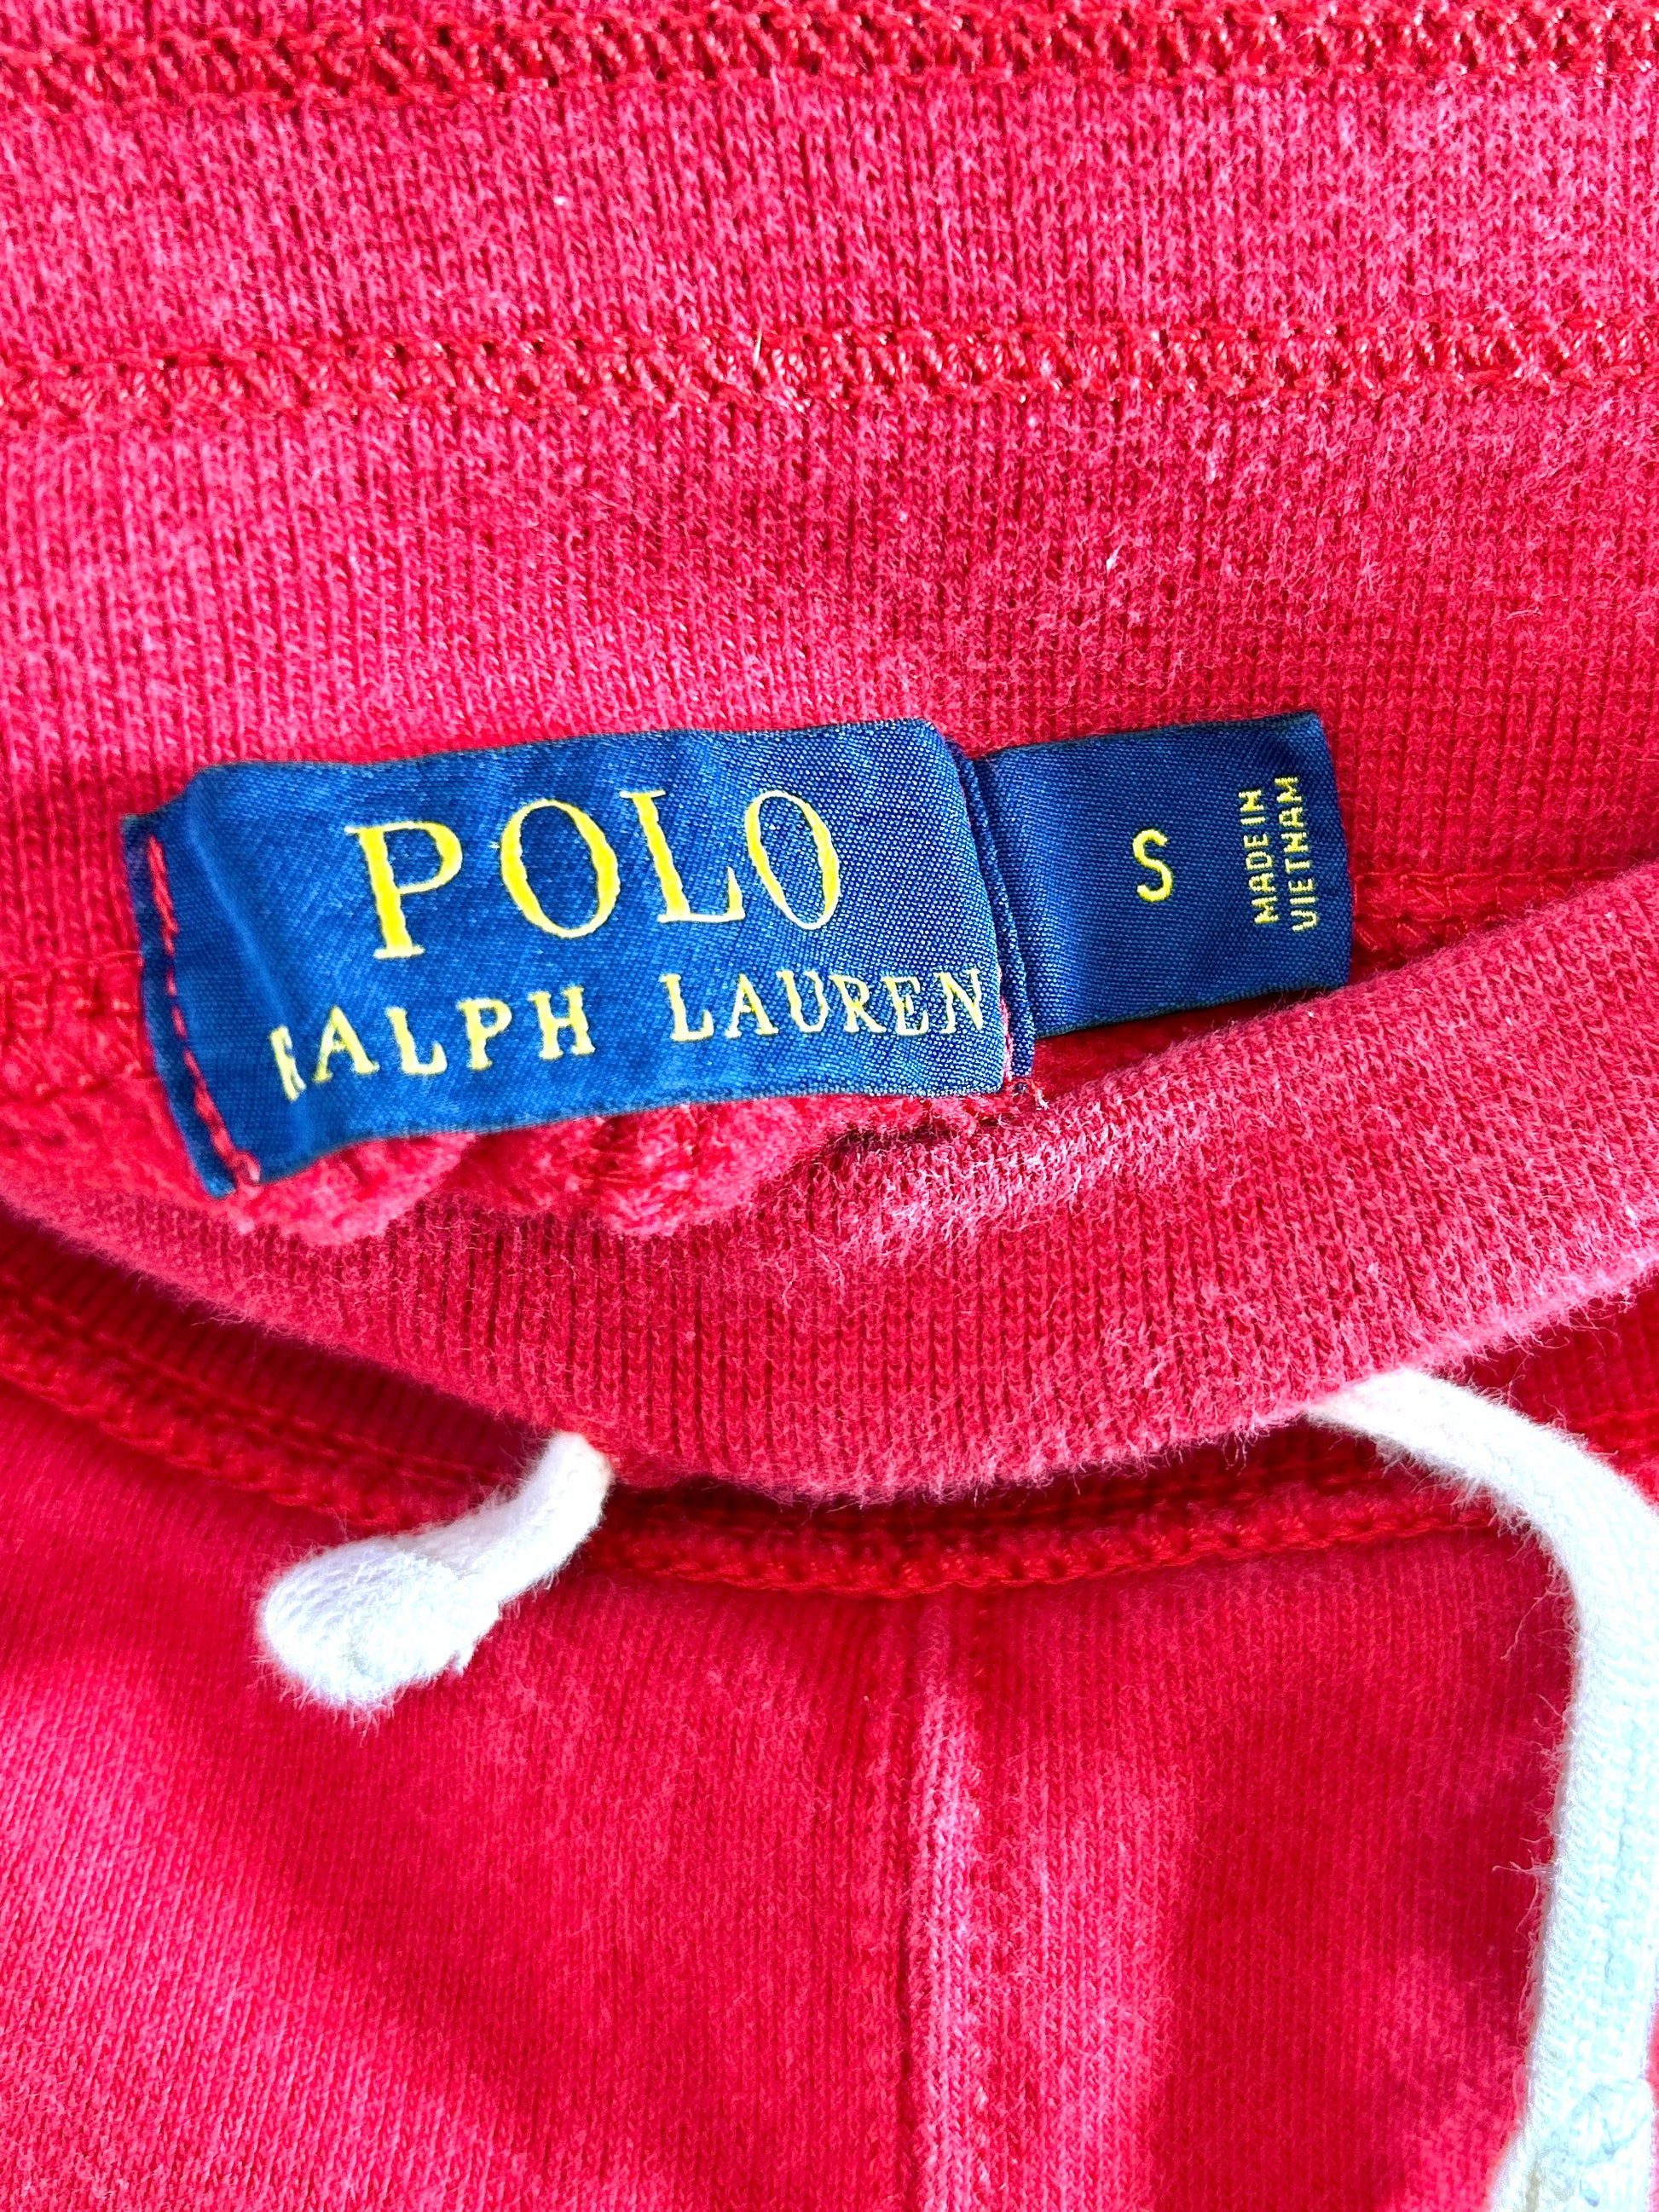 POLO
RALPH LAUREN
S
MADE IN
VIETNAM